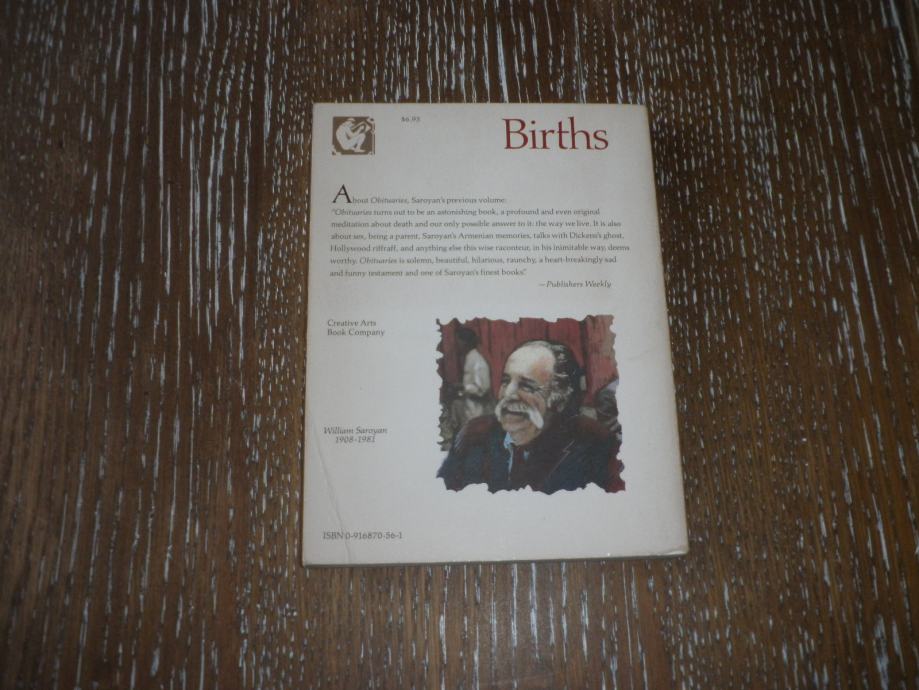 $6.95
Births
About Obituaries, Saroyan's previous volume:
"Obituaries turns out to be an astonishing book, a profound and even original
meditation about death and our only possible answer to it: the way we live. It is also
about sex, being a parent, Saroyan's Armenian memories, talks with Dickens's ghost,
Hollywood riffraff, and anything else this wise raconteur, in his inimitable way, deems
worthy. Obituaries is solemn, beautiful, hilarious, raunchy, a heart-breakingly sad
and funny testament and one of Saroyan's finest books."
—Publishers Weekly
Creative Arts
Book Company
William Saroyan
1908-1981
ISBN 0-916870-56-1